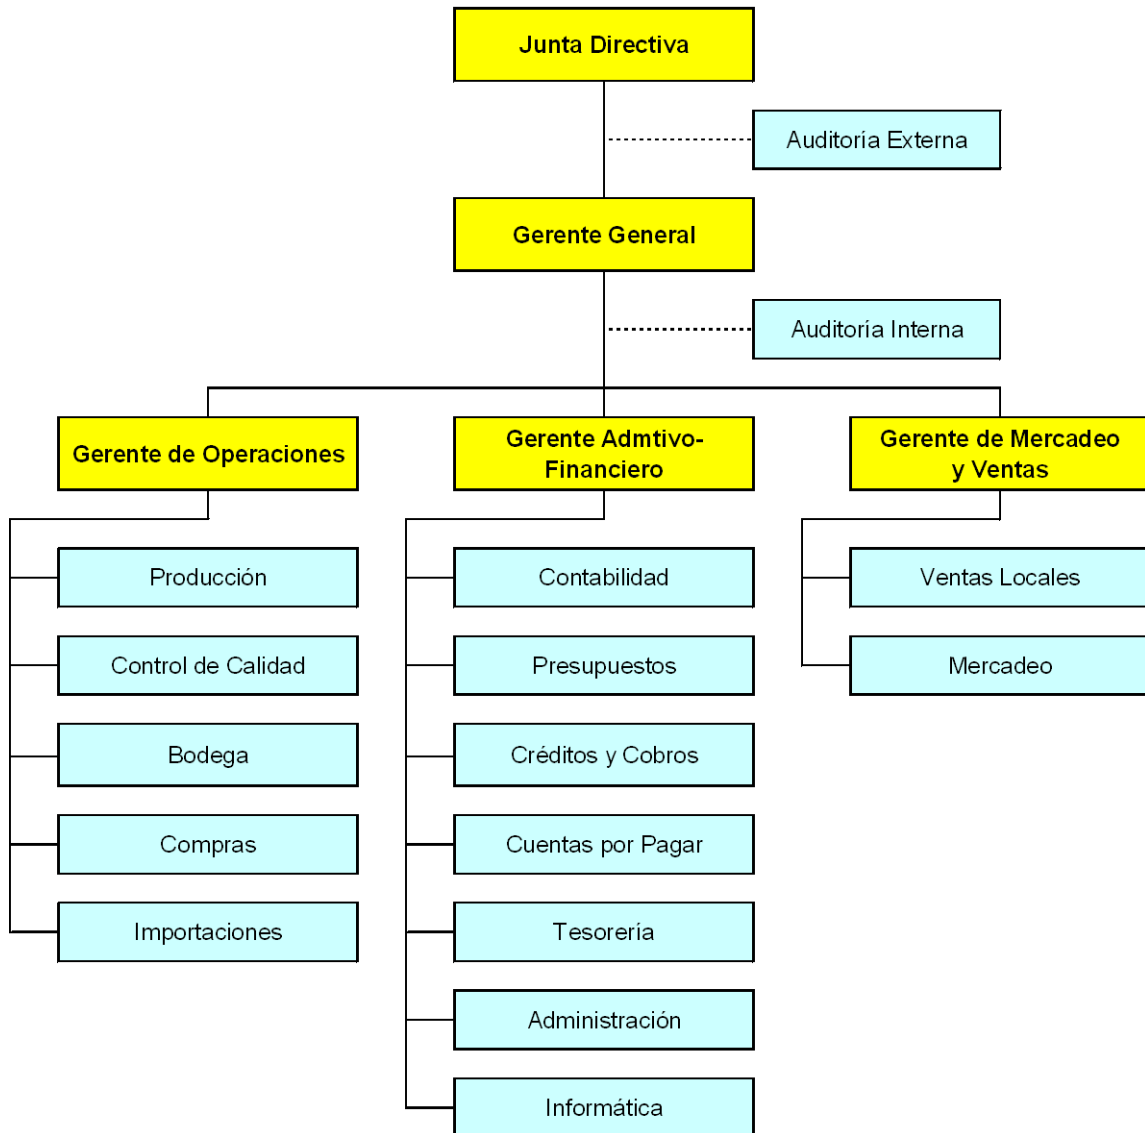 Junta Directiva
Auditoría Externa
Gerente General
Auditoría Interna
Gerente de Operaciones
Gerente Admtivo-
Financiero
Gerente de Mercadeo
y Ventas
Producción
Contabilidad
Ventas Locales
Control de Calidad
Presupuestos
Mercadeo
Bodega
Créditos y Cobros
Compras
Cuentas por Pagar
Importaciones
Tesorería
Administración
Informática